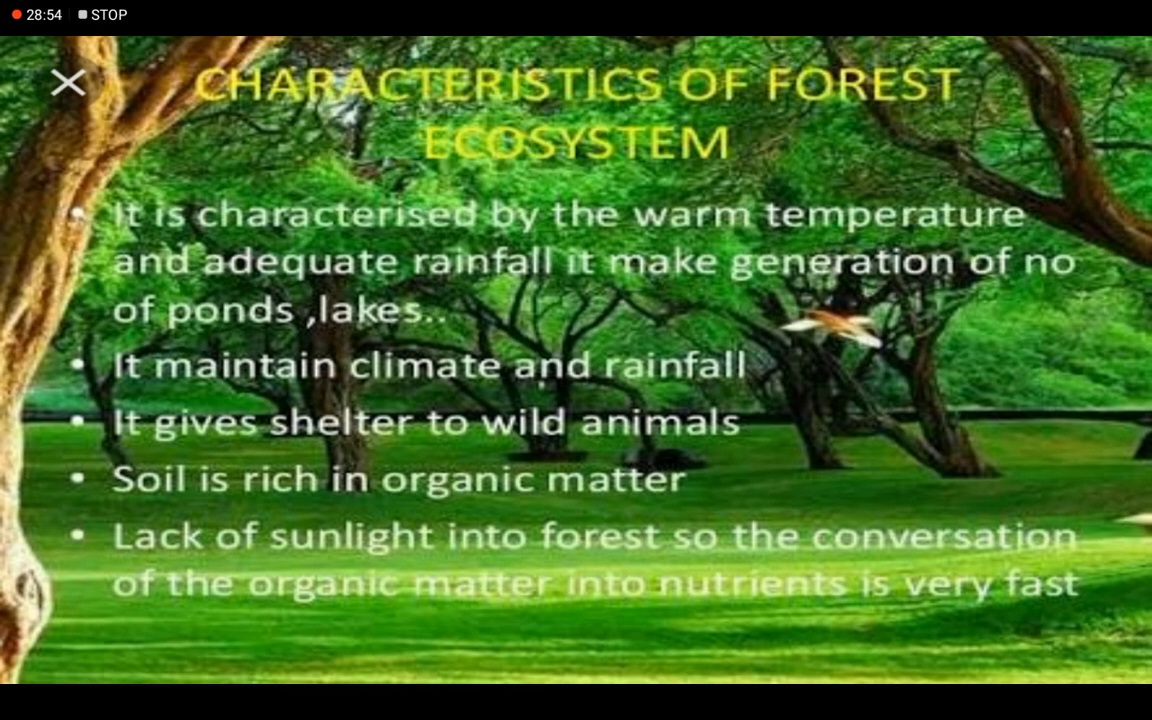 28:54 STOP
CHARACTERISTICS OF FOREST
ECOSYSTEM
• It is characterised by the warm temperature
and adequate rainfall it make generation of no
of ponds ,lakes..
• It maintain climate and rainfall
• It gives shelter to wild animals
• Soil is rich in organic matter
• Lack of sunlight into forest so the conversation
of the organic matter into nutrients is very fast